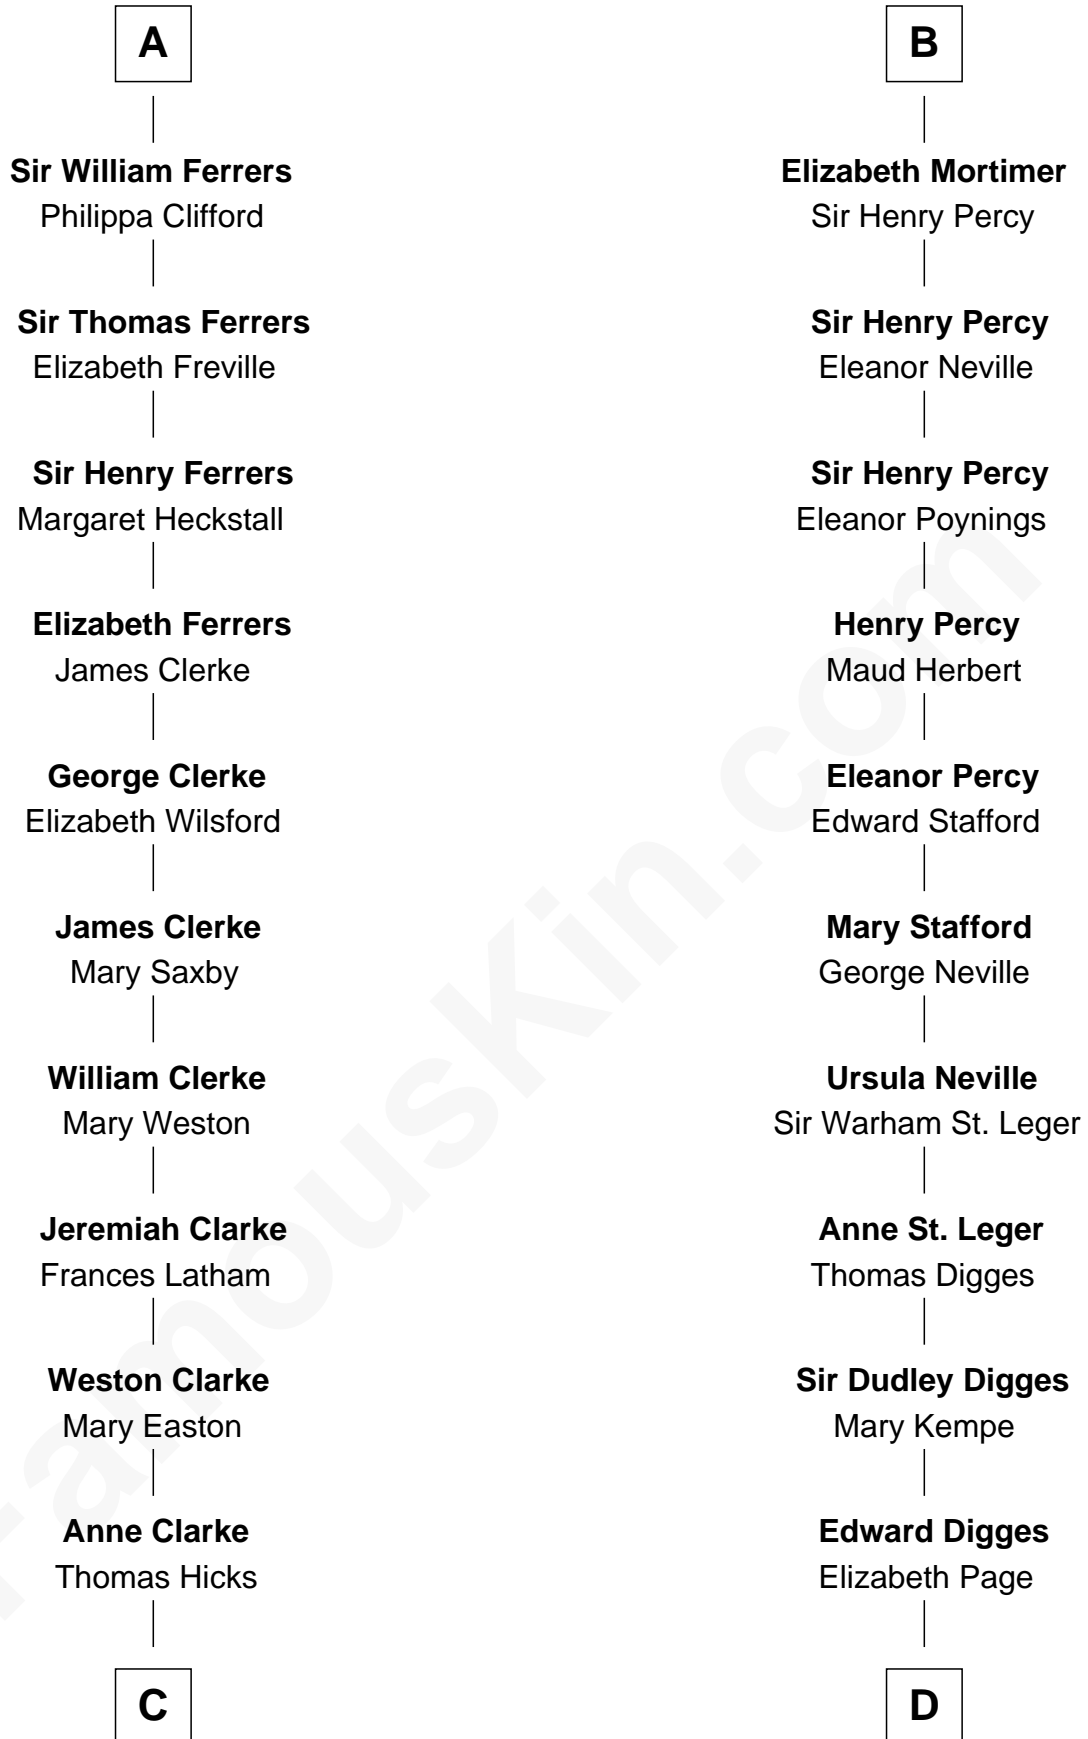 A
Sir William Ferrers
Philippa Clifford
Sir Thomas Ferrers
Elizabeth Freville
Sir Henry Ferrers
Margaret Heckstall
Elizabeth Ferrers
James Clerke
George Clerke
Elizabeth Wilsford
James Clerke
Mary Saxby
William Clerke
Mary Weston
Jeremiah Clarke
Frances Latham
Weston Clarke
Mary Easton
Anne Clarke
Thomas Hicks
C
B
Elizabeth Mortimer
Sir Henry Percy
Sir Henry Percy
Eleanor Neville
Sir Henry Percy
Eleanor Poynings
Henry Percy
Maud Herbert
Eleanor Percy
Edward Stafford
Mary Stafford
George Neville
Ursula Neville
Sir Warham St. Leger
Anne St. Leger
Thomas Digges
Sir Dudley Digges
Mary Kempe
Edward Digges
Elizabeth Page
D
FamousKin.com